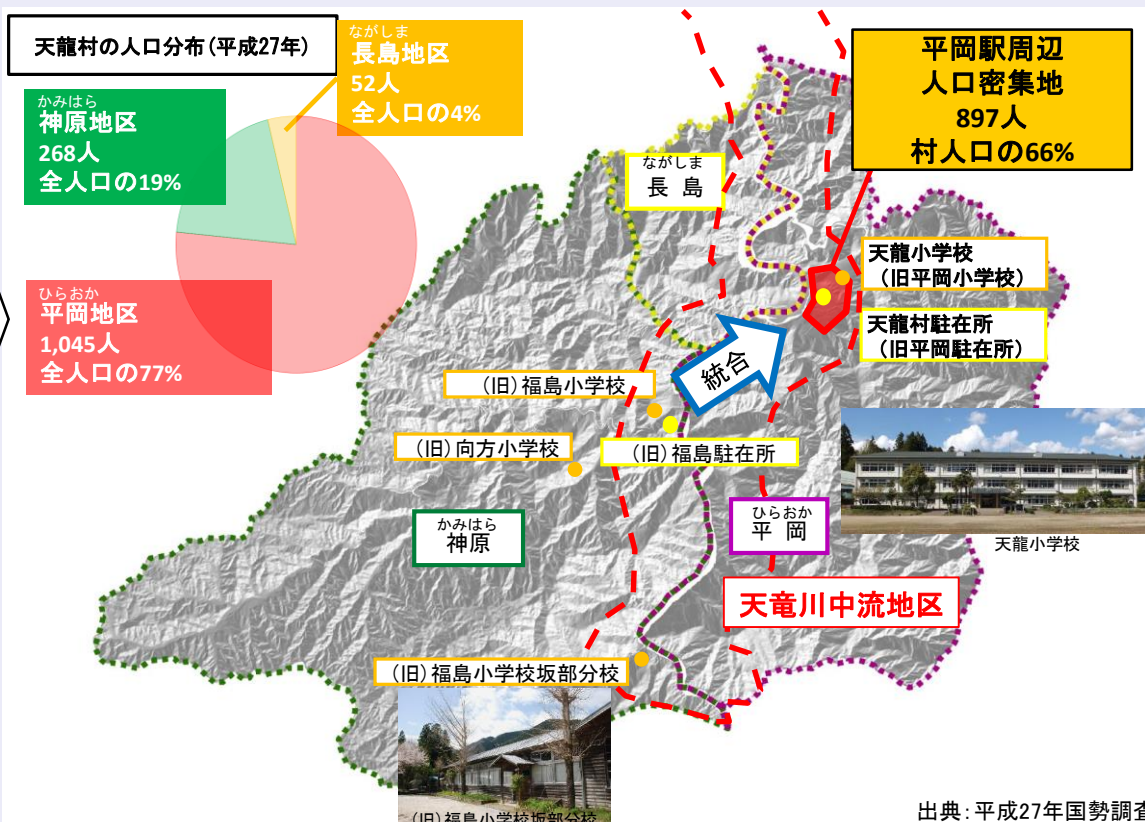 天龍村の人口分布(平成27年)
ながしま
長島地区
52人
全人口の4%
かみはら
神原地区
268人
全人口の19%
ひらおか
平岡地区
1,045人
全人口の77%
平岡駅周辺
人口密集地
897人
村人口の66%
ながしま
長 島
天龍小学校
(旧平岡小学校)
天龍村駐在所
(旧平岡駐在所)
統合
(旧)福島小学校
(旧)向方小学校
(旧)福島駐在所
かみはら
神原
ひらおか
平 岡
天龍小学校
天竜川中流地区
(旧)福島小学校坂部分校
(旧)福島小学校坂部分校
出典:平成27年国勢調査